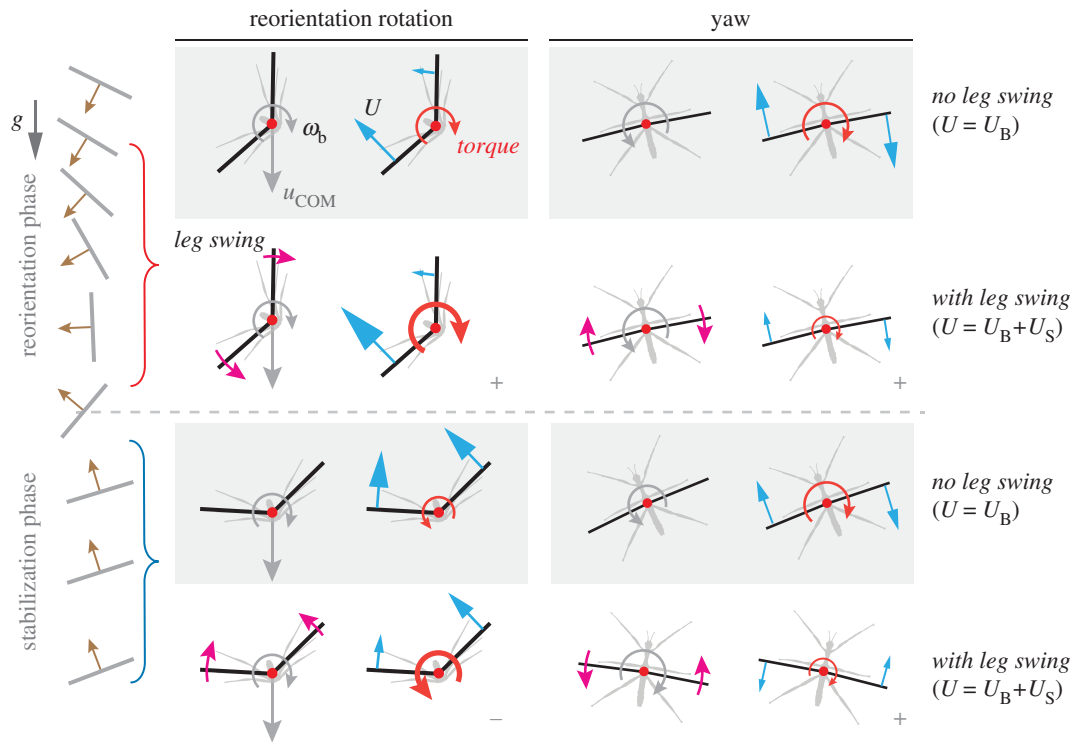 reorientation rotation
yaw
g
U
ω_b
torque
u_COM
no leg swing
(U = U_B)
reorientation phase
leg swing
with leg swing
(U = U_B+U_S)
+
+
stabilization phase
no leg swing
(U = U_B)
with leg swing
(U = U_B+U_S)
−
+